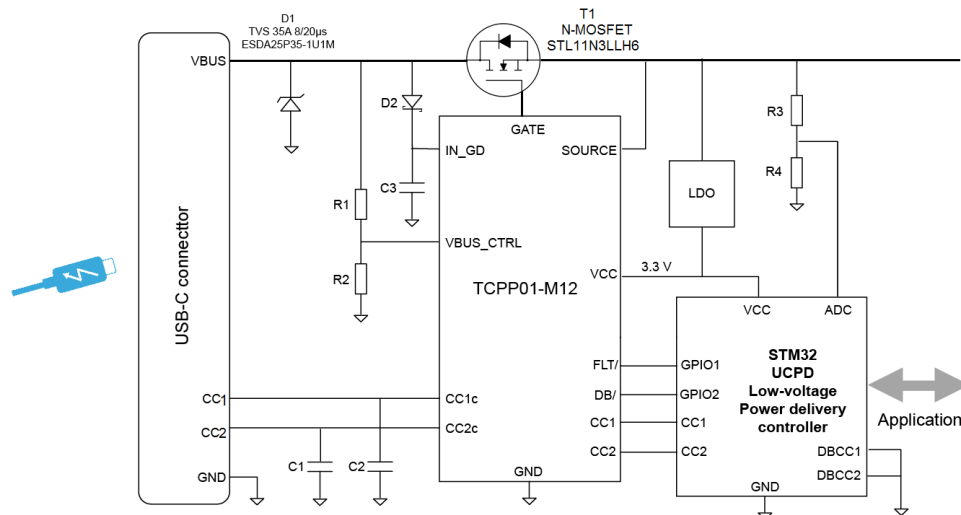 D1
TVS 35A 8/20µs
ESDA25P35-1U1M
T1
N-MOSFET
STL11N3LLH6
VBUS
D2
GATE
IN_GD
SOURCE
R3
C3
LDO
R4
R1
VBUS_CTRL
R2
USB-C connecttor
TCPP01-M12
VCC
3.3 V
VCC
ADC
STM32
UCPD
Low-voltage
Power delivery
controller
FLT/
GPIO1
DB/
GPIO2
CC1
CC1
CC2
CC2
CC1
CC1c
CC2
CC2c
C1
C2
GND
GND
GND
DBCC1
DBCC2
Application